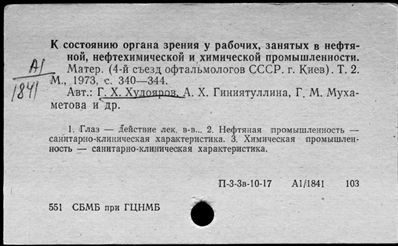 К состоянию органа зрения у рабочих, занятых в нефтя-
ной, нефтехимической и химической промышленности.
Матер. (4-й съезд офтальмологов СССР. г. Киев). Т. 2.
М., 1973, с. 340—344.
А1/
1841
Авт.: Г. Х. Худояров, А. Х. Гиниятуллина, Г. М. Муха-
метова и др.
1. Глаз — Действие лек. в-в... 2. Нефтяная промышленность —
санитарно-клиническая характеристика. 3. Химическая промышлен-
ность — санитарно-клиническая характеристика.
П-3-3в-10-17 А1/1841 103
551 СБМБ при ГЦНМБ